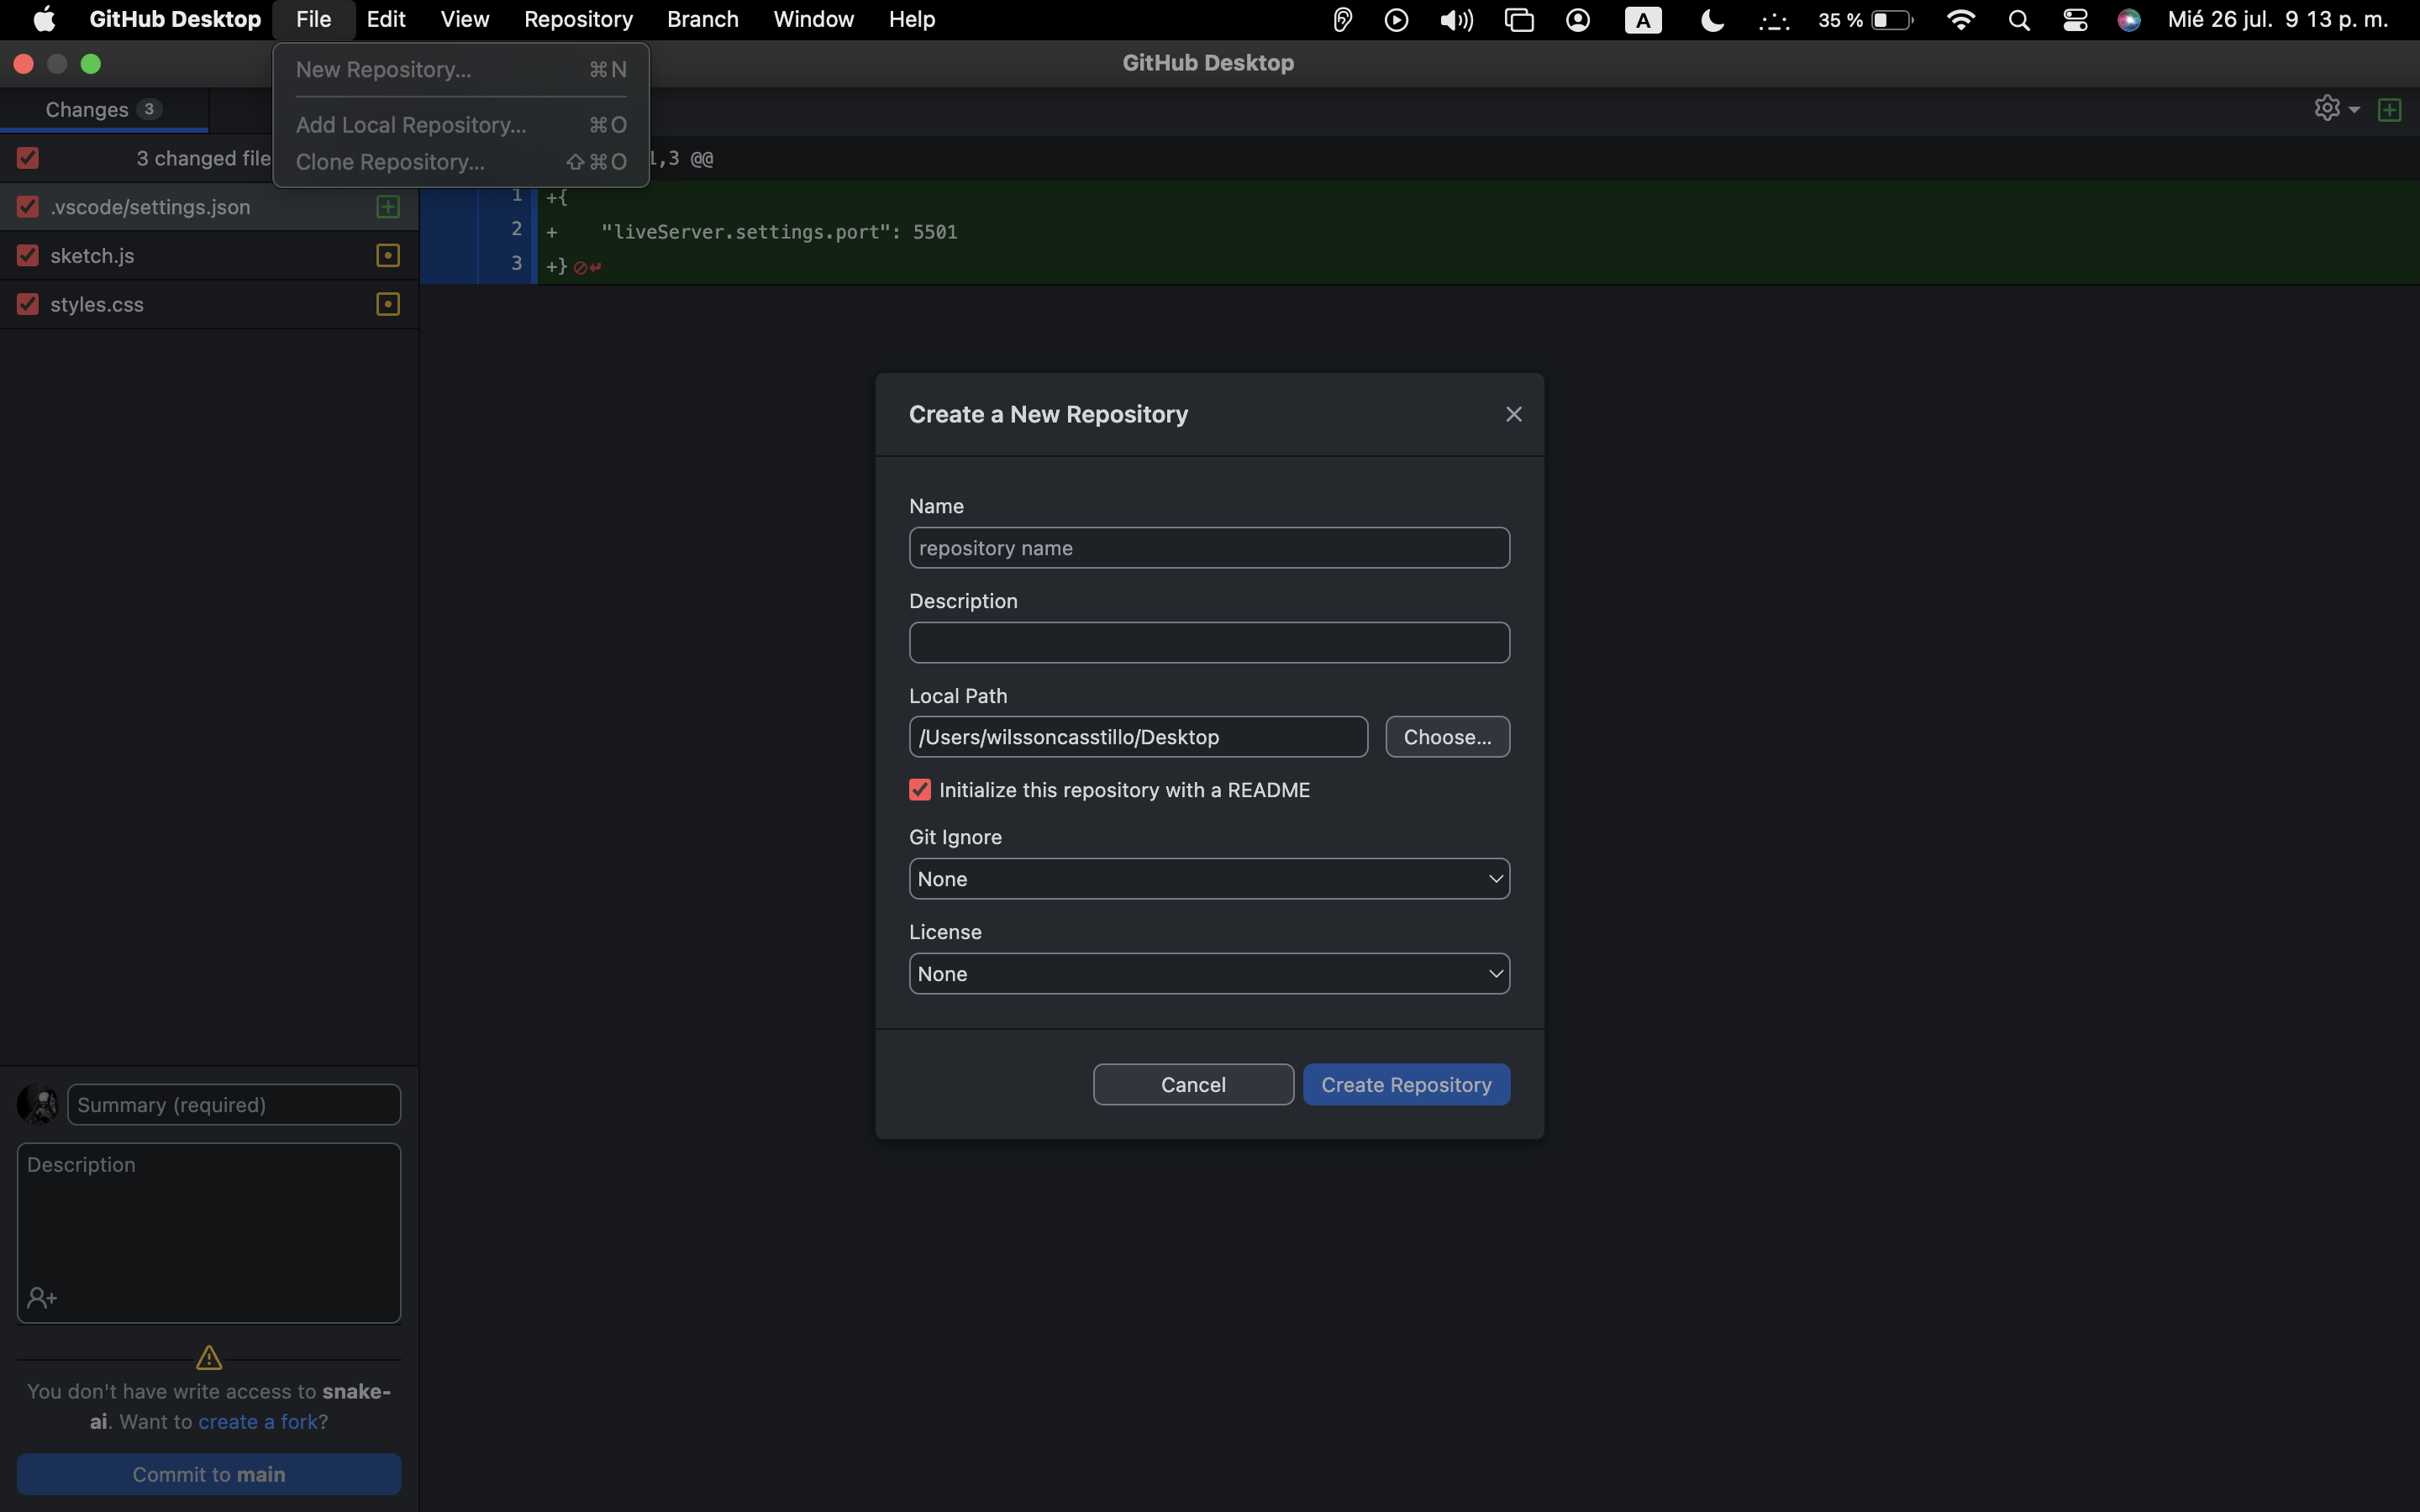 GitHub Desktop File Edit View Repository Branch Window Help A 35 % Mié 26 jul. 9 13 p. m.
GitHub Desktop
New Repository... ⌘N
Add Local Repository... ⌘O
Clone Repository... ⇧⌘O
Changes 3
3 changed file
.vscode/settings.json
sketch.js
styles.css
1,3 @@
1 +{
2 + "liveServer.settings.port": 5501
3 +}
Create a New Repository
Name
repository name
Description
Local Path
/Users/wilssoncasstillo/Desktop
Choose...
Initialize this repository with a README
Git Ignore
None
License
None
Cancel
Create Repository
Summary (required)
Description
You don't have write access to snake-
ai. Want to create a fork?
Commit to main